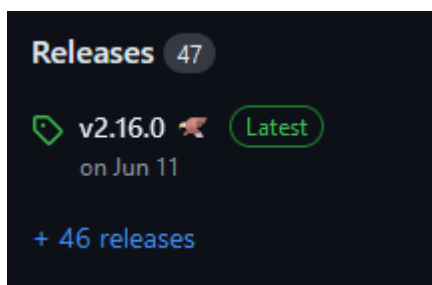 Releases 47
v2.16.0 Latest
on Jun 11
+ 46 releases